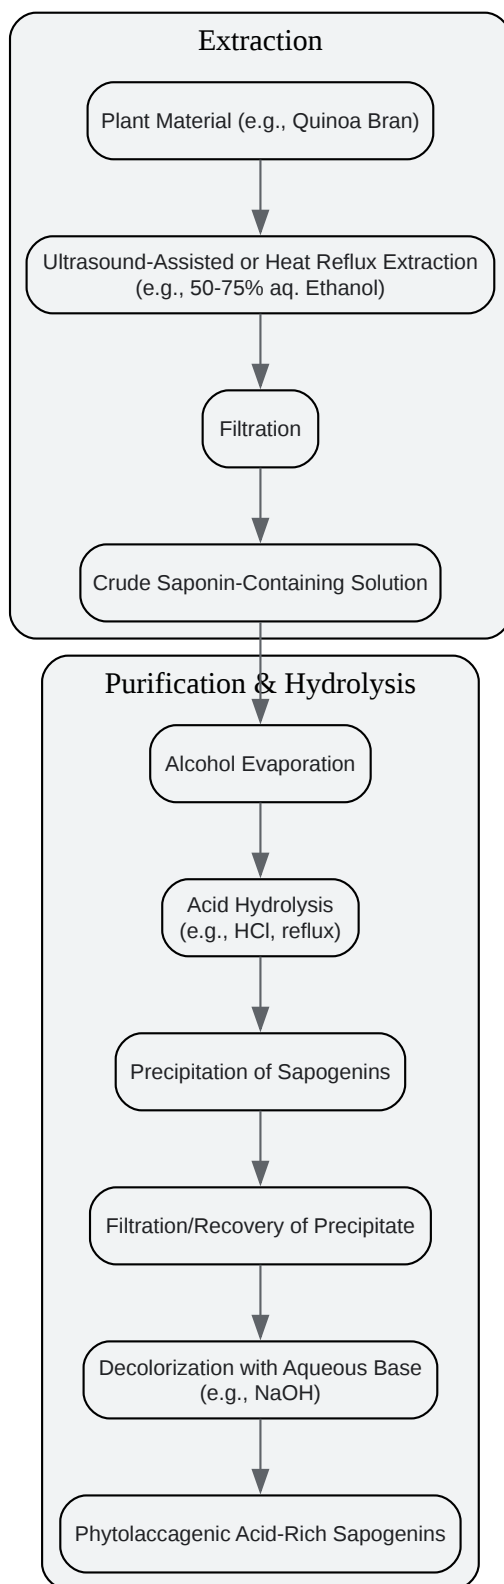 Extraction
Plant Material (e.g., Quinoa Bran)
Ultrasound-Assisted or Heat Reflux Extraction
(e.g., 50-75% aq. Ethanol)
Filtration
Crude Saponin-Containing Solution
Purification & Hydrolysis
Alcohol Evaporation
Acid Hydrolysis
(e.g., HCl, reflux)
Precipitation of Sapogenins
Filtration/Recovery of Precipitate
Decolorization with Aqueous Base
(e.g., NaOH)
Phytolaccagenic Acid-Rich Sapogenins